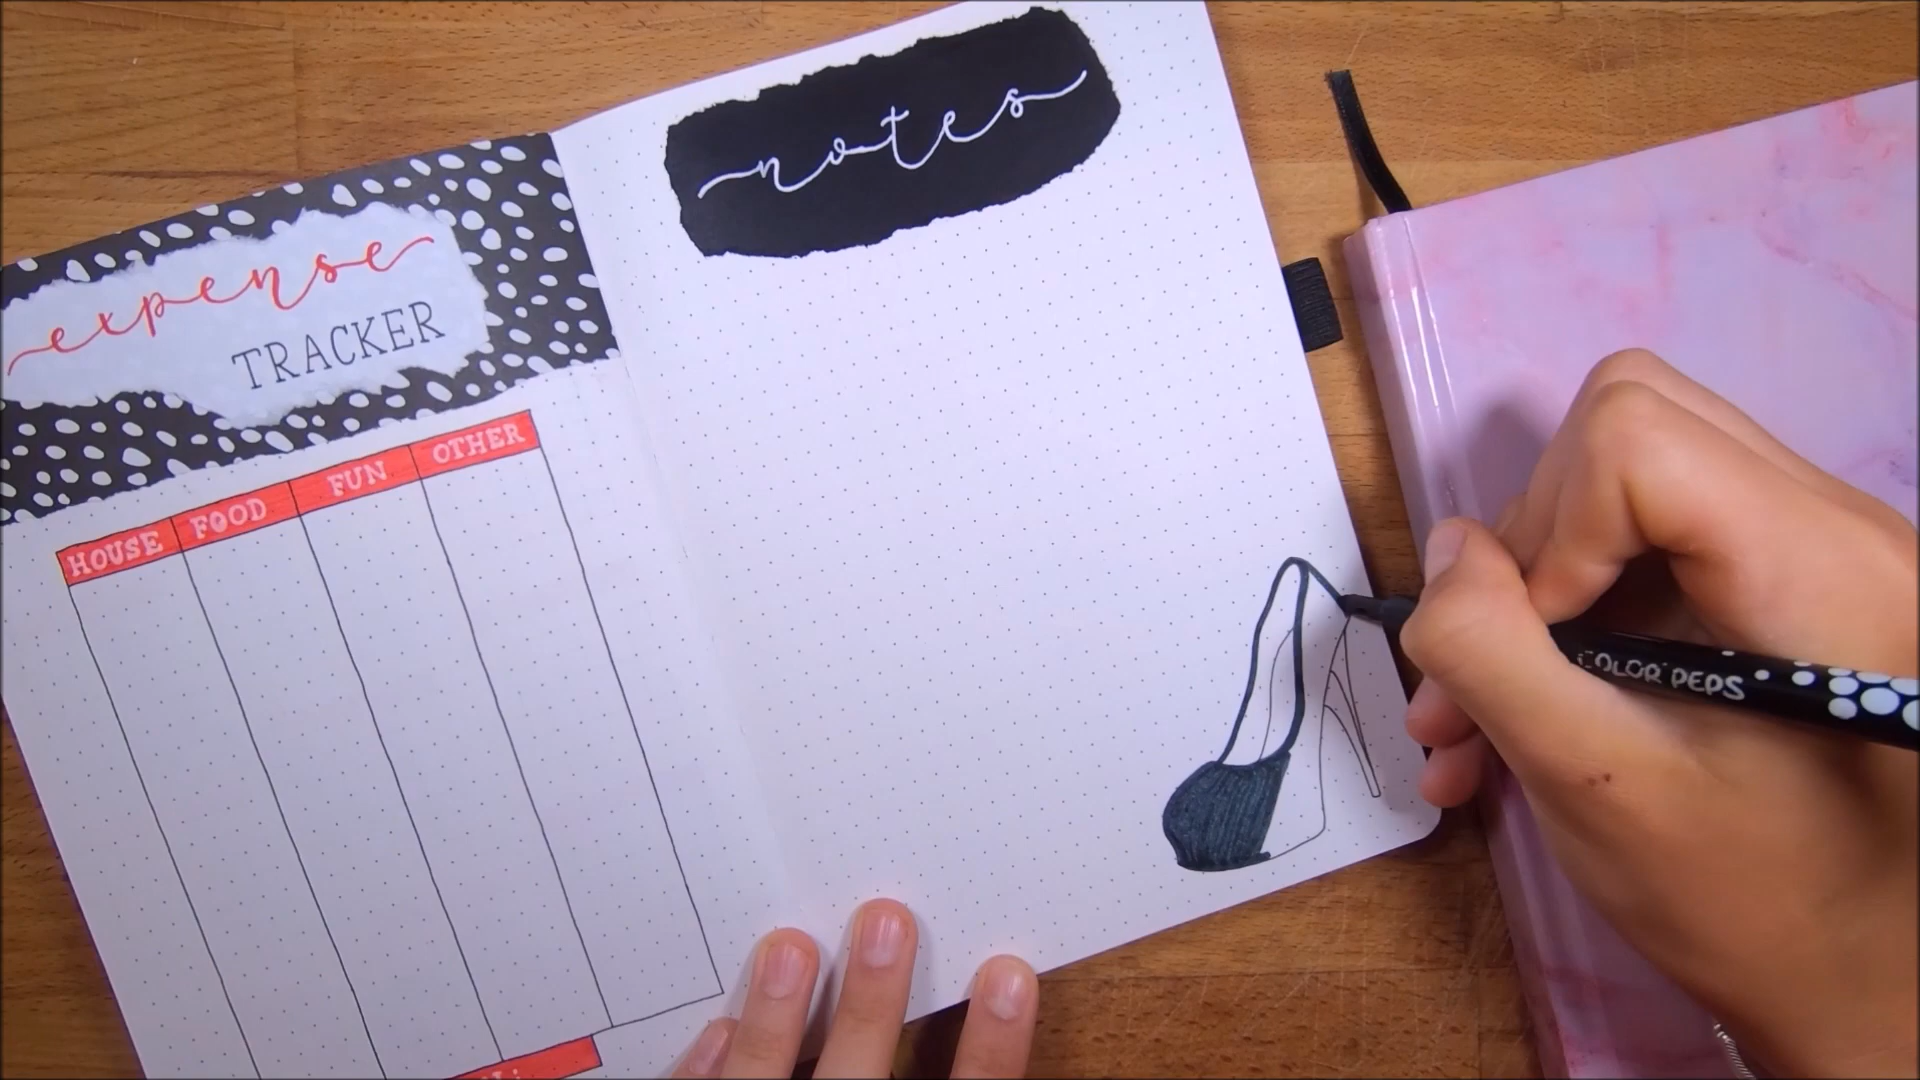 expense
TRACKER
HOUSE FOOD FUN OTHER
notes
COLOR'PEPS